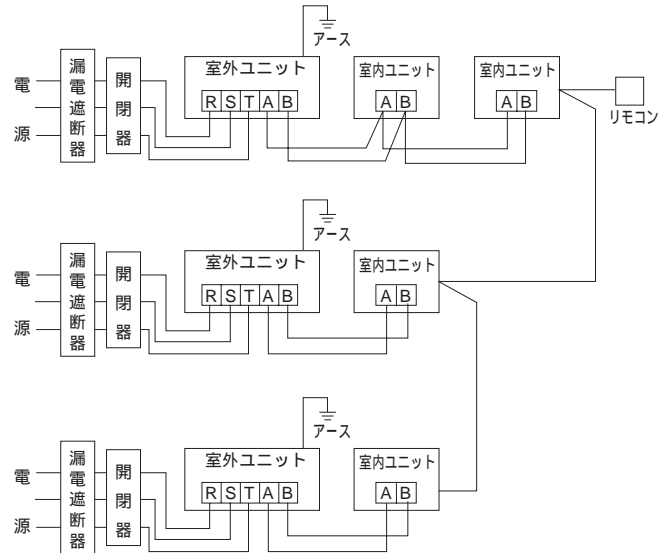 アース
室外ユニット
室内ユニット
室内ユニット
電源
漏電遮断器
開閉器
R S T A B
A B
A B
リモコン
アース
室外ユニット
室内ユニット
電源
漏電遮断器
開閉器
R S T A B
A B
アース
室外ユニット
室内ユニット
電源
漏電遮断器
開閉器
R S T A B
A B